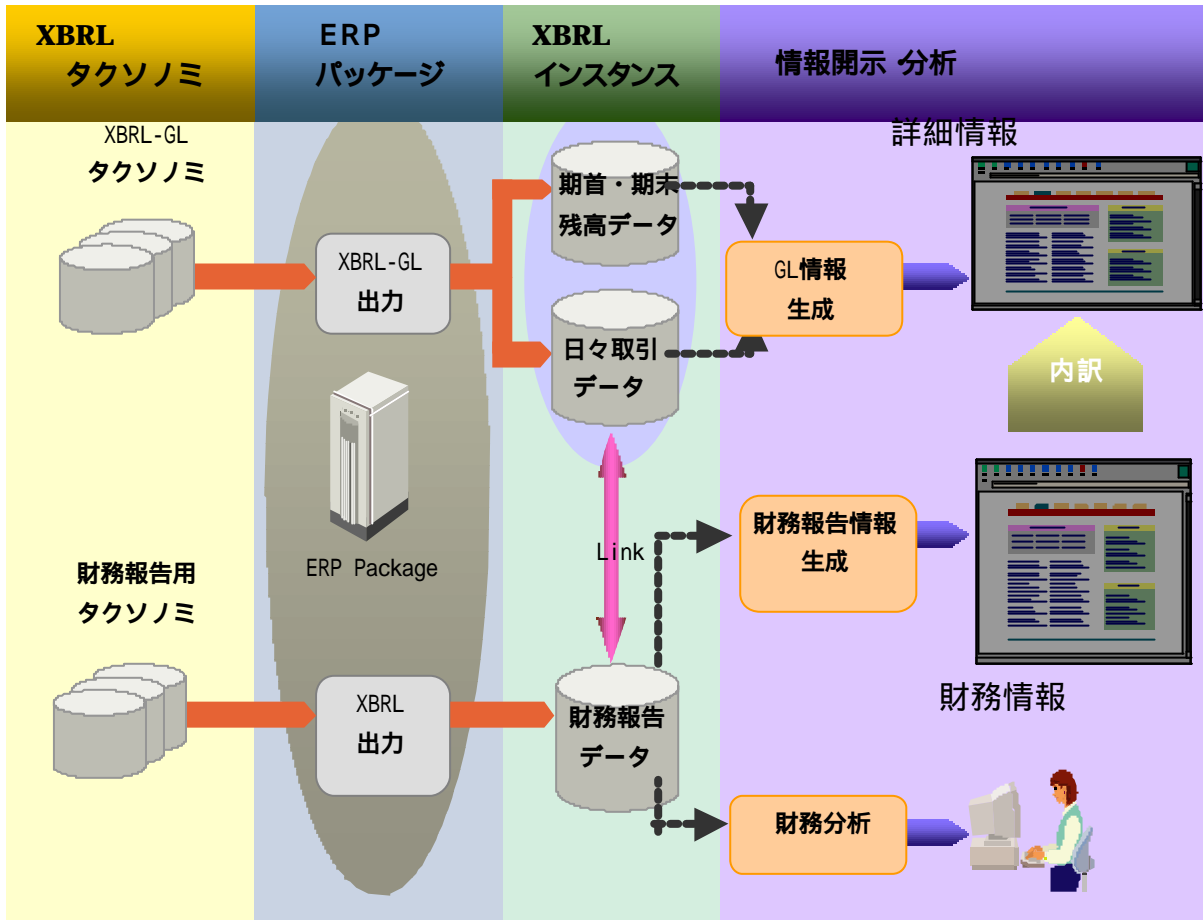 XBRL
タクソノミ
ERP
パッケージ
XBRL
インスタンス
情報開示 分析
XBRL-GL
タクソノミ
XBRL-GL
出力
期首・期末
残高データ
日々取引
データ
GL情報
生成
詳細情報
内訳
ERP Package
Link
財務報告情報
生成
財務情報
財務報告用
タクソノミ
XBRL
出力
財務報告
データ
財務分析